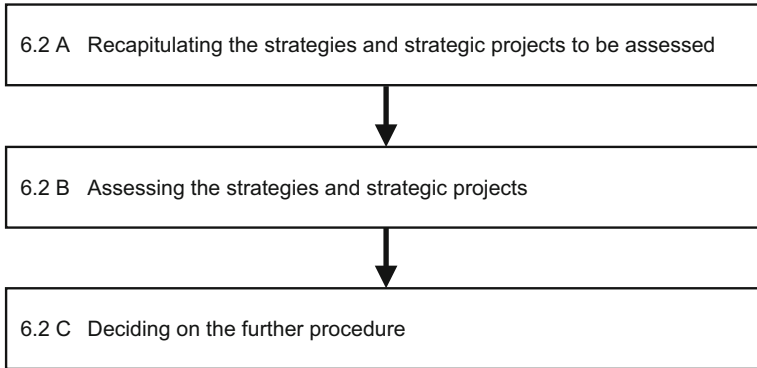 6.2 A Recapitulating the strategies and strategic projects to be assessed
6.2 B Assessing the strategies and strategic projects
6.2 C Deciding on the further procedure